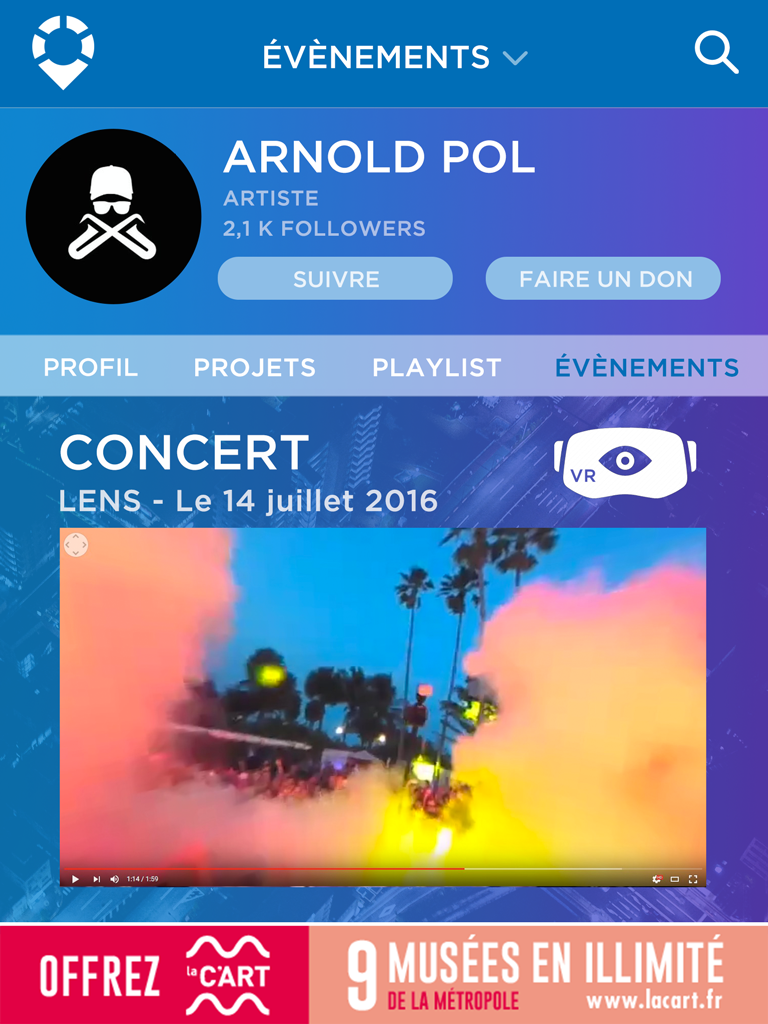 ÉVÈNEMENTS
ARNOLD POL
ARTISTE
2,1 K FOLLOWERS
SUIVRE
FAIRE UN DON
PROFIL
PROJETS
PLAYLIST
ÉVÈNEMENTS
CONCERT
LENS - Le 14 juillet 2016
VR
1:14 / 1:59
OFFREZ
la C'ART
9 MUSÉES EN ILLIMITÉ
DE LA MÉTROPOLE
www.lacart.fr